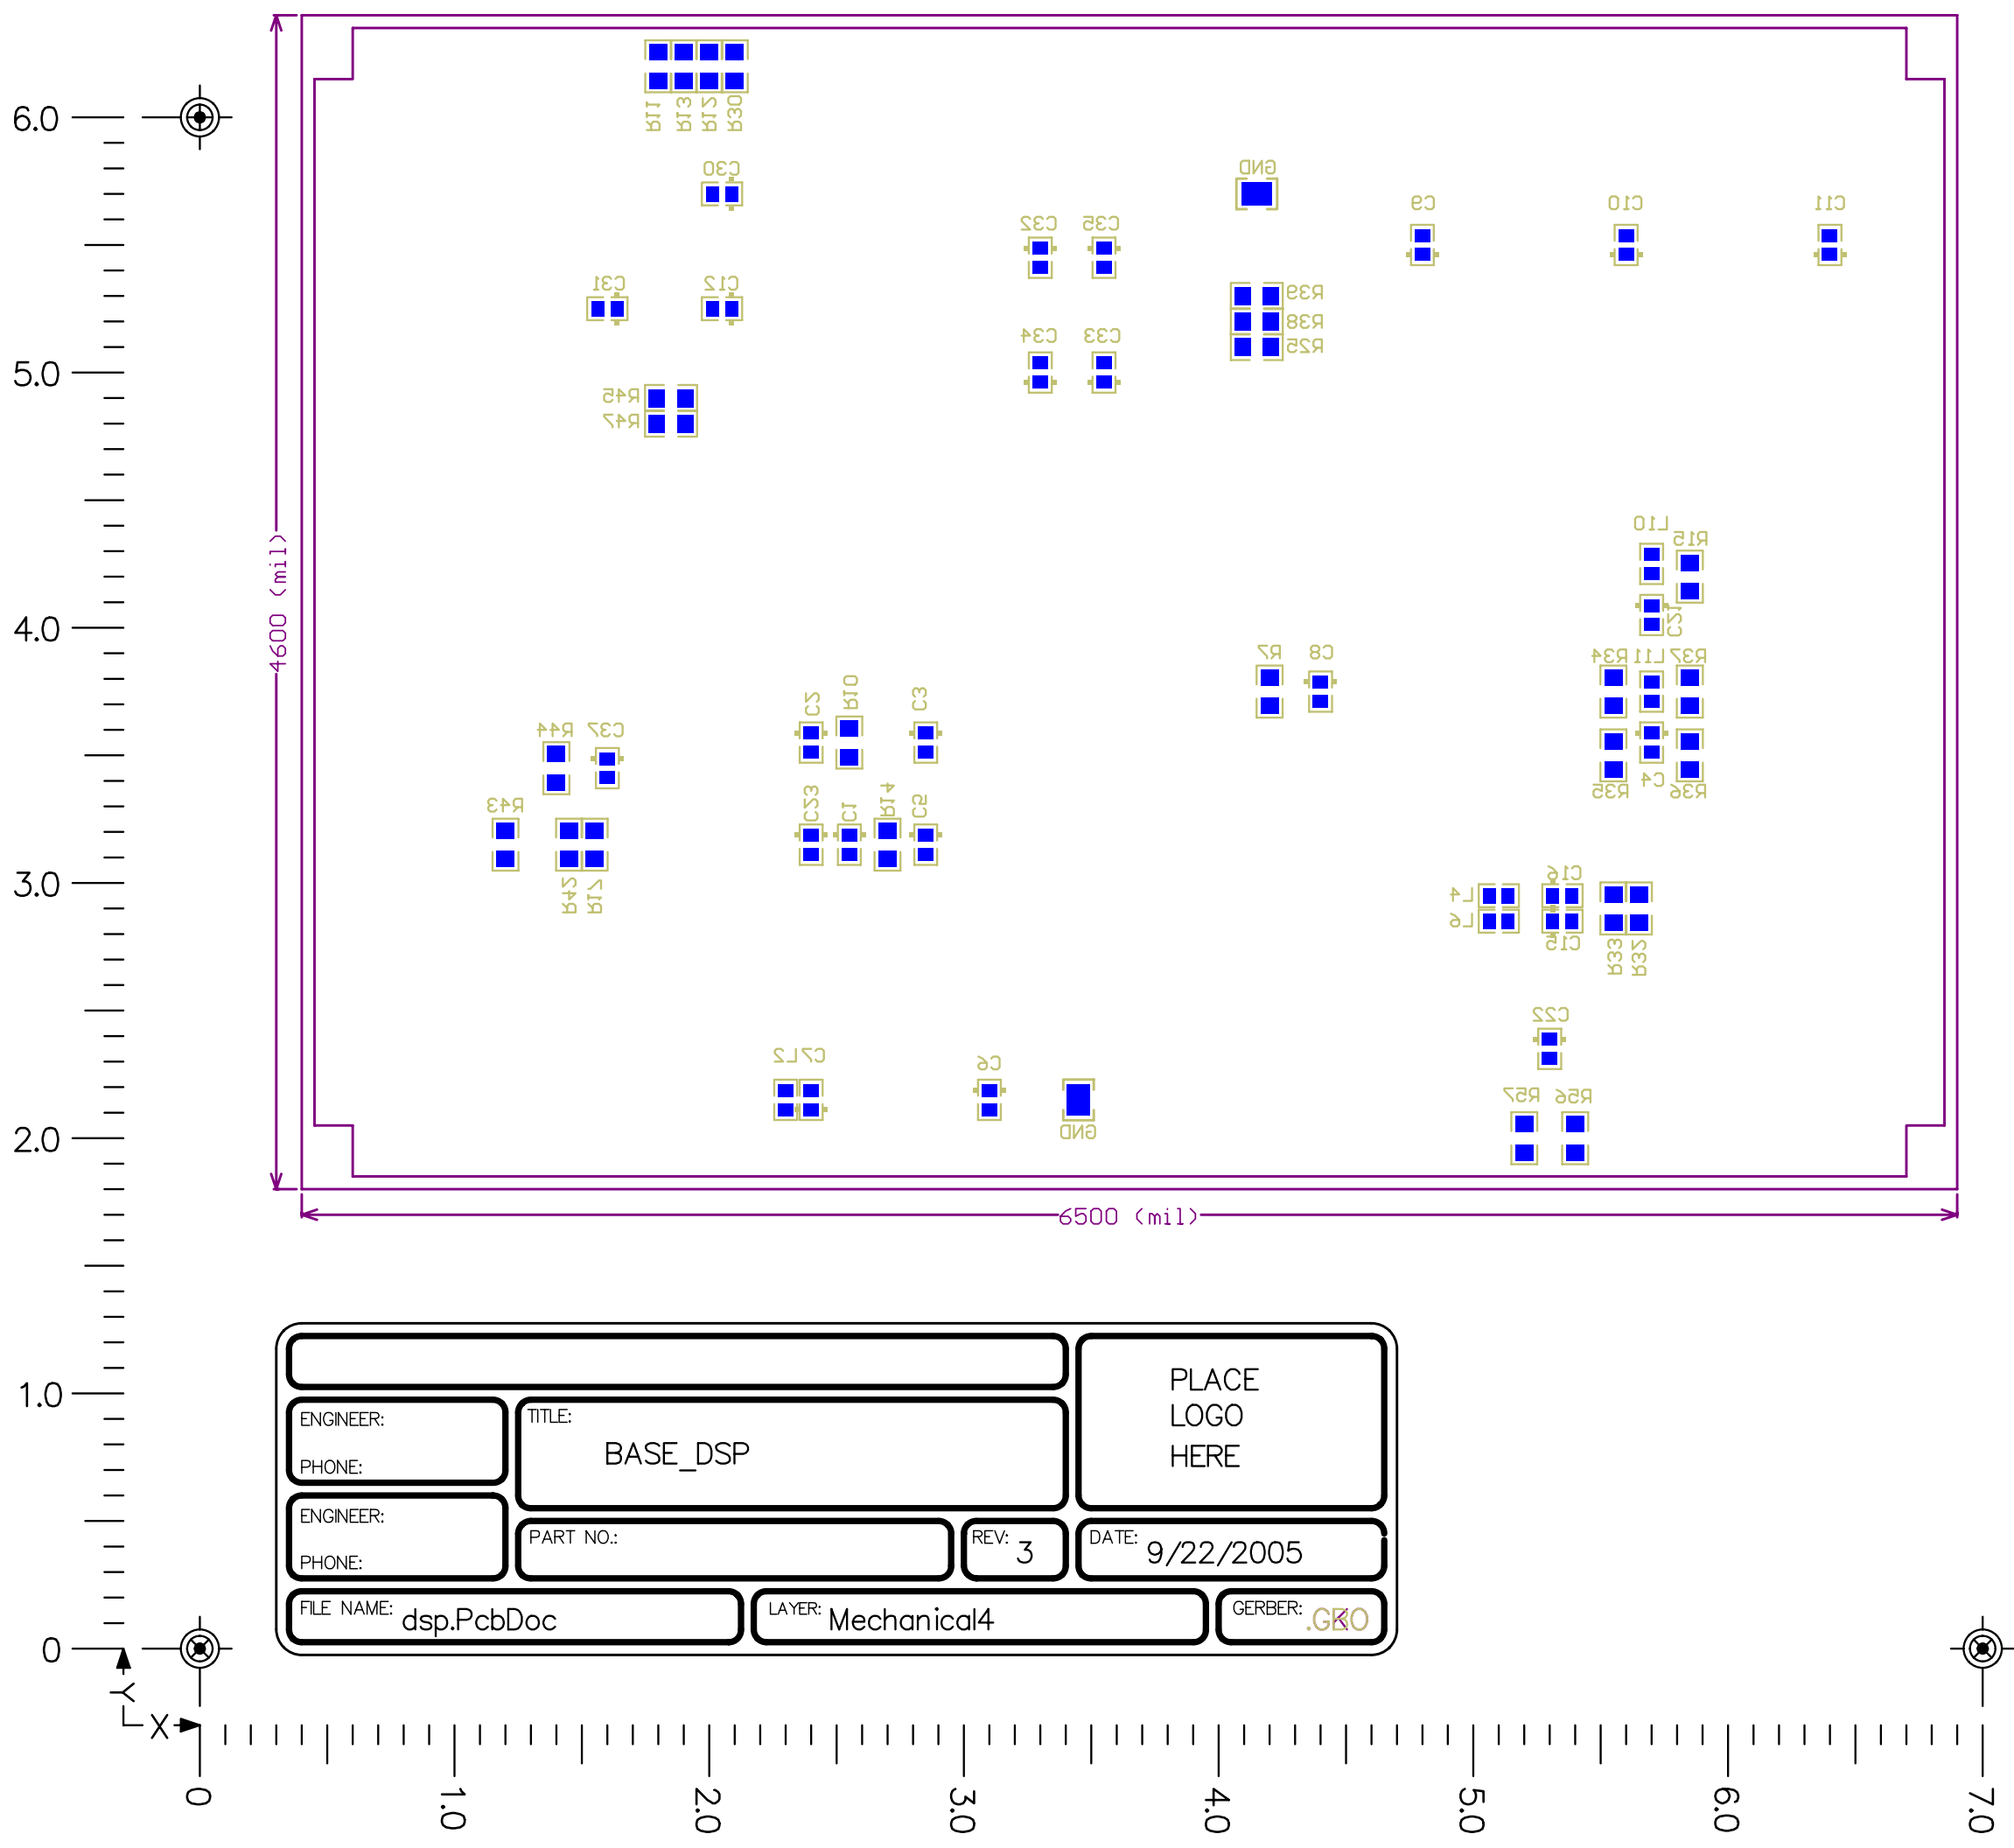 R11 R13 R12 R30
6.0
C30
GND
C9 C10 C11
C32 C35
C31 C12
R39
R38
R25
C34 C33
5.0
R45
R47
L10
R15
4600 (mil)
C21
4.0
R7 C8
R34 L11 R37
C2 R10 C3
R44 C37
C4
R35 R36
R43
C23 C1 R14 C5
3.0
R42 R17
L4 C16
L6 C15
R33 R32
C22
L2 C7
C6
R57 R56
GND
2.0
6500 (mil)
PLACE
LOGO
HERE
1.0
ENGINEER:
PHONE:
TITLE:
BASE_DSP
ENGINEER:
PHONE:
PART NO.:
REV: 3
DATE: 9/22/2005
FILE NAME: dsp.PcbDoc
LAYER: Mechanical4
GERBER: .GBO
0
Y
X
0 1.0 2.0 3.0 4.0 5.0 6.0 7.0